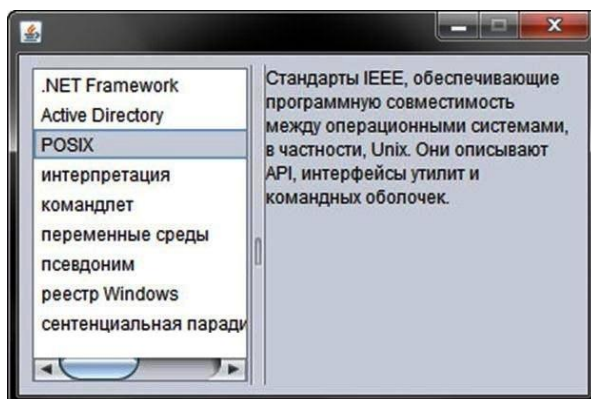 .NET Framework
Active Directory
POSIX
интерпретация
командлет
переменные среды
псевдоним
реестр Windows
сентенциальная паради
Стандарты IEEE, обеспечивающие
программную совместимость
между операционными системами,
в частности, Unix. Они описывают
API, интерфейсы утилит и
командных оболочек.